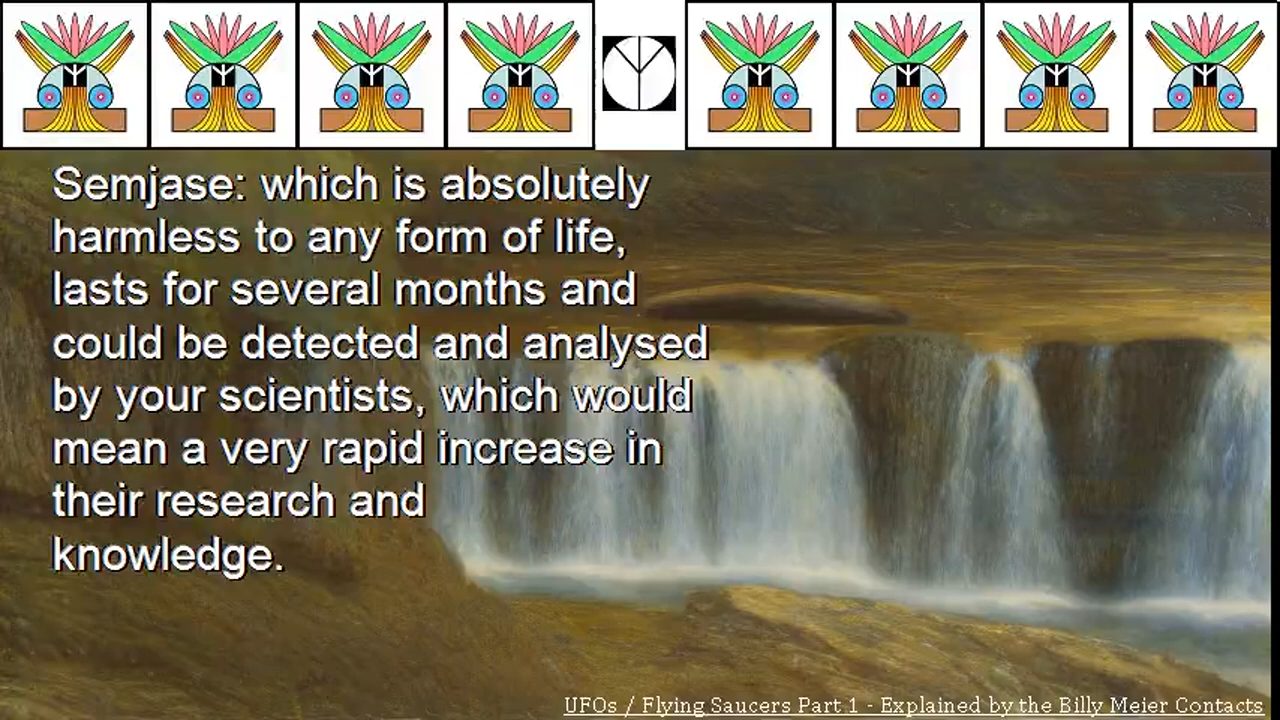 Semjase: which is absolutely
harmless to any form of life,
lasts for several months and
could be detected and analysed
by your scientists, which would
mean a very rapid increase in
their research and
knowledge.
UFOs / Flying Saucers Part 1 - Explained by the Billy Meier Contacts